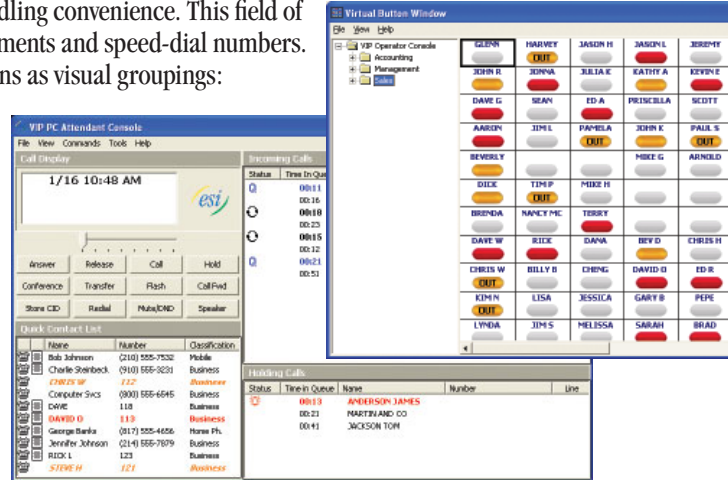 dling convenience. This field of
ments and speed-dial numbers.
ns as visual groupings:
Virtual Button Window
File View Help
VIP Operator Console
Accounting
Management
Sales
GLENN HARVEY JASON H JASON L JEREMY
OUT
JOHN R JONNA JULIA K KATHY A KEVIN E
DAVE G SEAN ED A PRISCILLA SCOTT
AARON JIM L PAMELA JOHN K PAUL S
OUT OUT
BEVERLY MIKE G ARNOLD
DICK TIM P MIKE H
OUT
BRENDA NANCY MC TERRY
DAVE W RICK DANA BEV D CHRIS H
CHRIS W BILLY B CHENG DAVID O ED R
OUT
KIM N LISA JESSICA GARY B PEPE
OUT
LYNDA JIM S MELISSA SARAH BRAD
VIP PC Attendant Console
File View Commands Tools Help
Call Display
1/16 10:48 AM
esi
Answer Release Call Hold
Conference Transfer Flash Call Fwd
Store CID Redial Mute/DND Speaker
Incoming Calls
Status Time In Que
Q 00:11
00:16
00:18
00:23
00:15
00:12
Q 00:21
00:51
Quick Contact List
Name Number Classification
Bob Johnson (210) 555-7532 Mobile
Charlie Steinbeck (910) 555-3231 Business
CHRIS W 112 Business
Computer Svcs (800) 555-6545 Business
DAVE 118 Business
DAVID O 113 Business
George Banks (817) 555-4656 Home Ph.
Jennifer Johnson (214) 555-7879 Business
RICK L 123 Business
STEVE H 121 Business
Holding Calls
Status Time in Queue Name Number Line
00:13 ANDERSON JAMES
00:21 MARTIN AND CO
00:41 JACKSON TOM